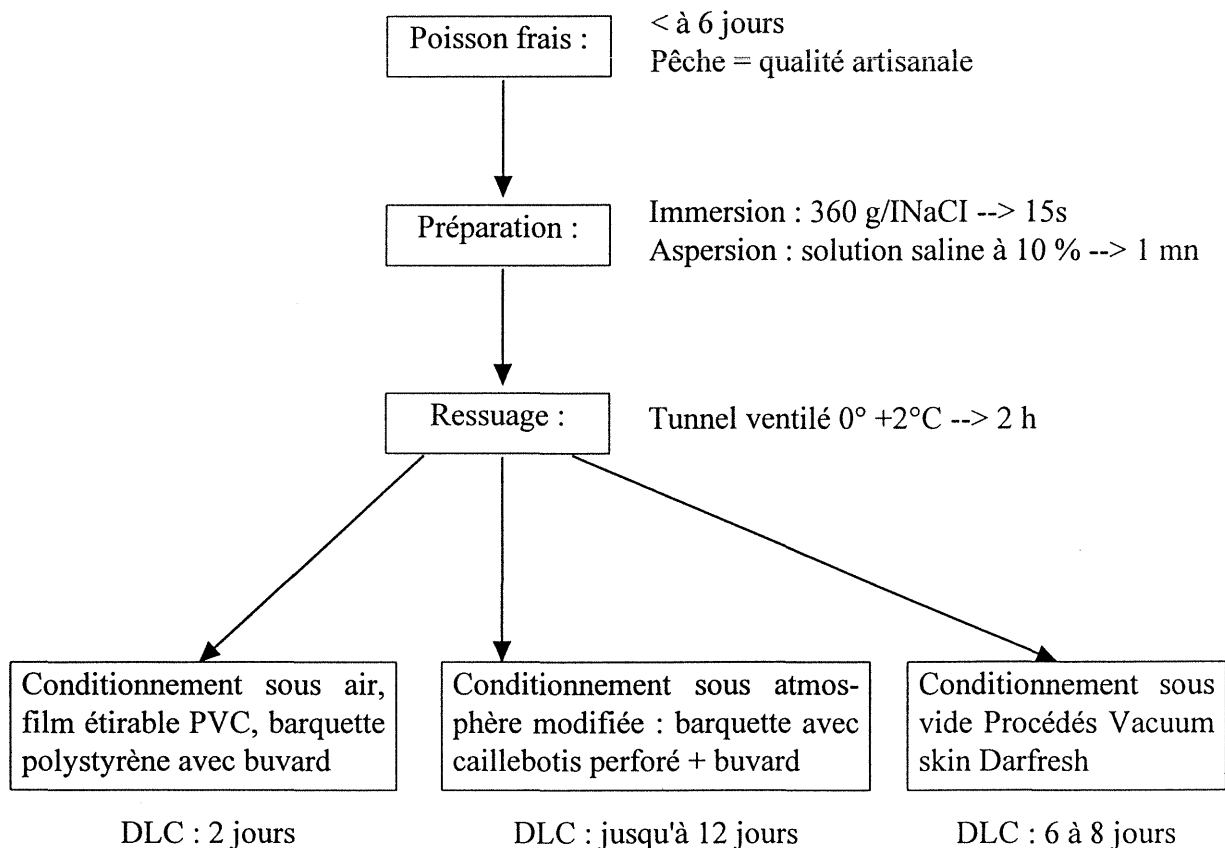 Poisson frais :
< à 6 jours
Pêche = qualité artisanale
Préparation :
Immersion : 360 g/INaCI --> 15s
Aspersion : solution saline à 10 % --> 1 mn
Ressuage :
Tunnel ventilé 0° +2°C --> 2 h
Conditionnement sous air,
film étirable PVC, barquette
polystyrène avec buvard
DLC : 2 jours
Conditionnement sous atmos-
phère modifiée : barquette avec
caillebotis perforé + buvard
DLC : jusqu'à 12 jours
Conditionnement sous
vide Procédés Vacuum
skin Darfresh
DLC : 6 à 8 jours